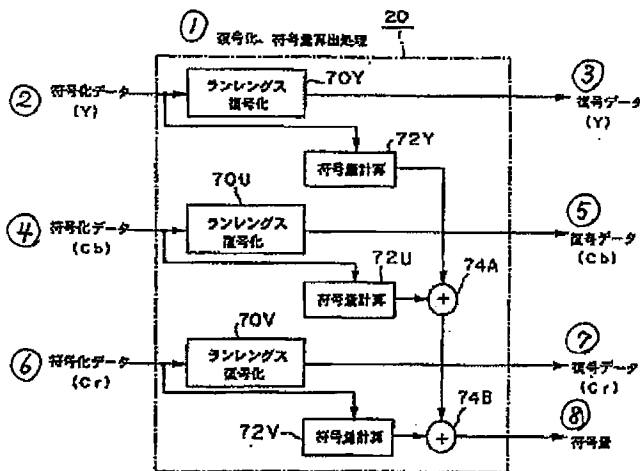 ① 復号化、符号量算出処理
20
② 符号化データ
(Y)
ランレングス
復号化
70Y
③
復号データ
(Y)
符号量計算
72Y
④ 符号化データ
(Cb)
70U
ランレングス
復号化
⑤
復号データ
(Cb)
72U
符号量計算
+
74A
⑥ 符号化データ
(Cr)
70V
ランレングス
復号化
⑦
復号データ
(Cr)
72V
符号量計算
+
74B
⑧
符号量